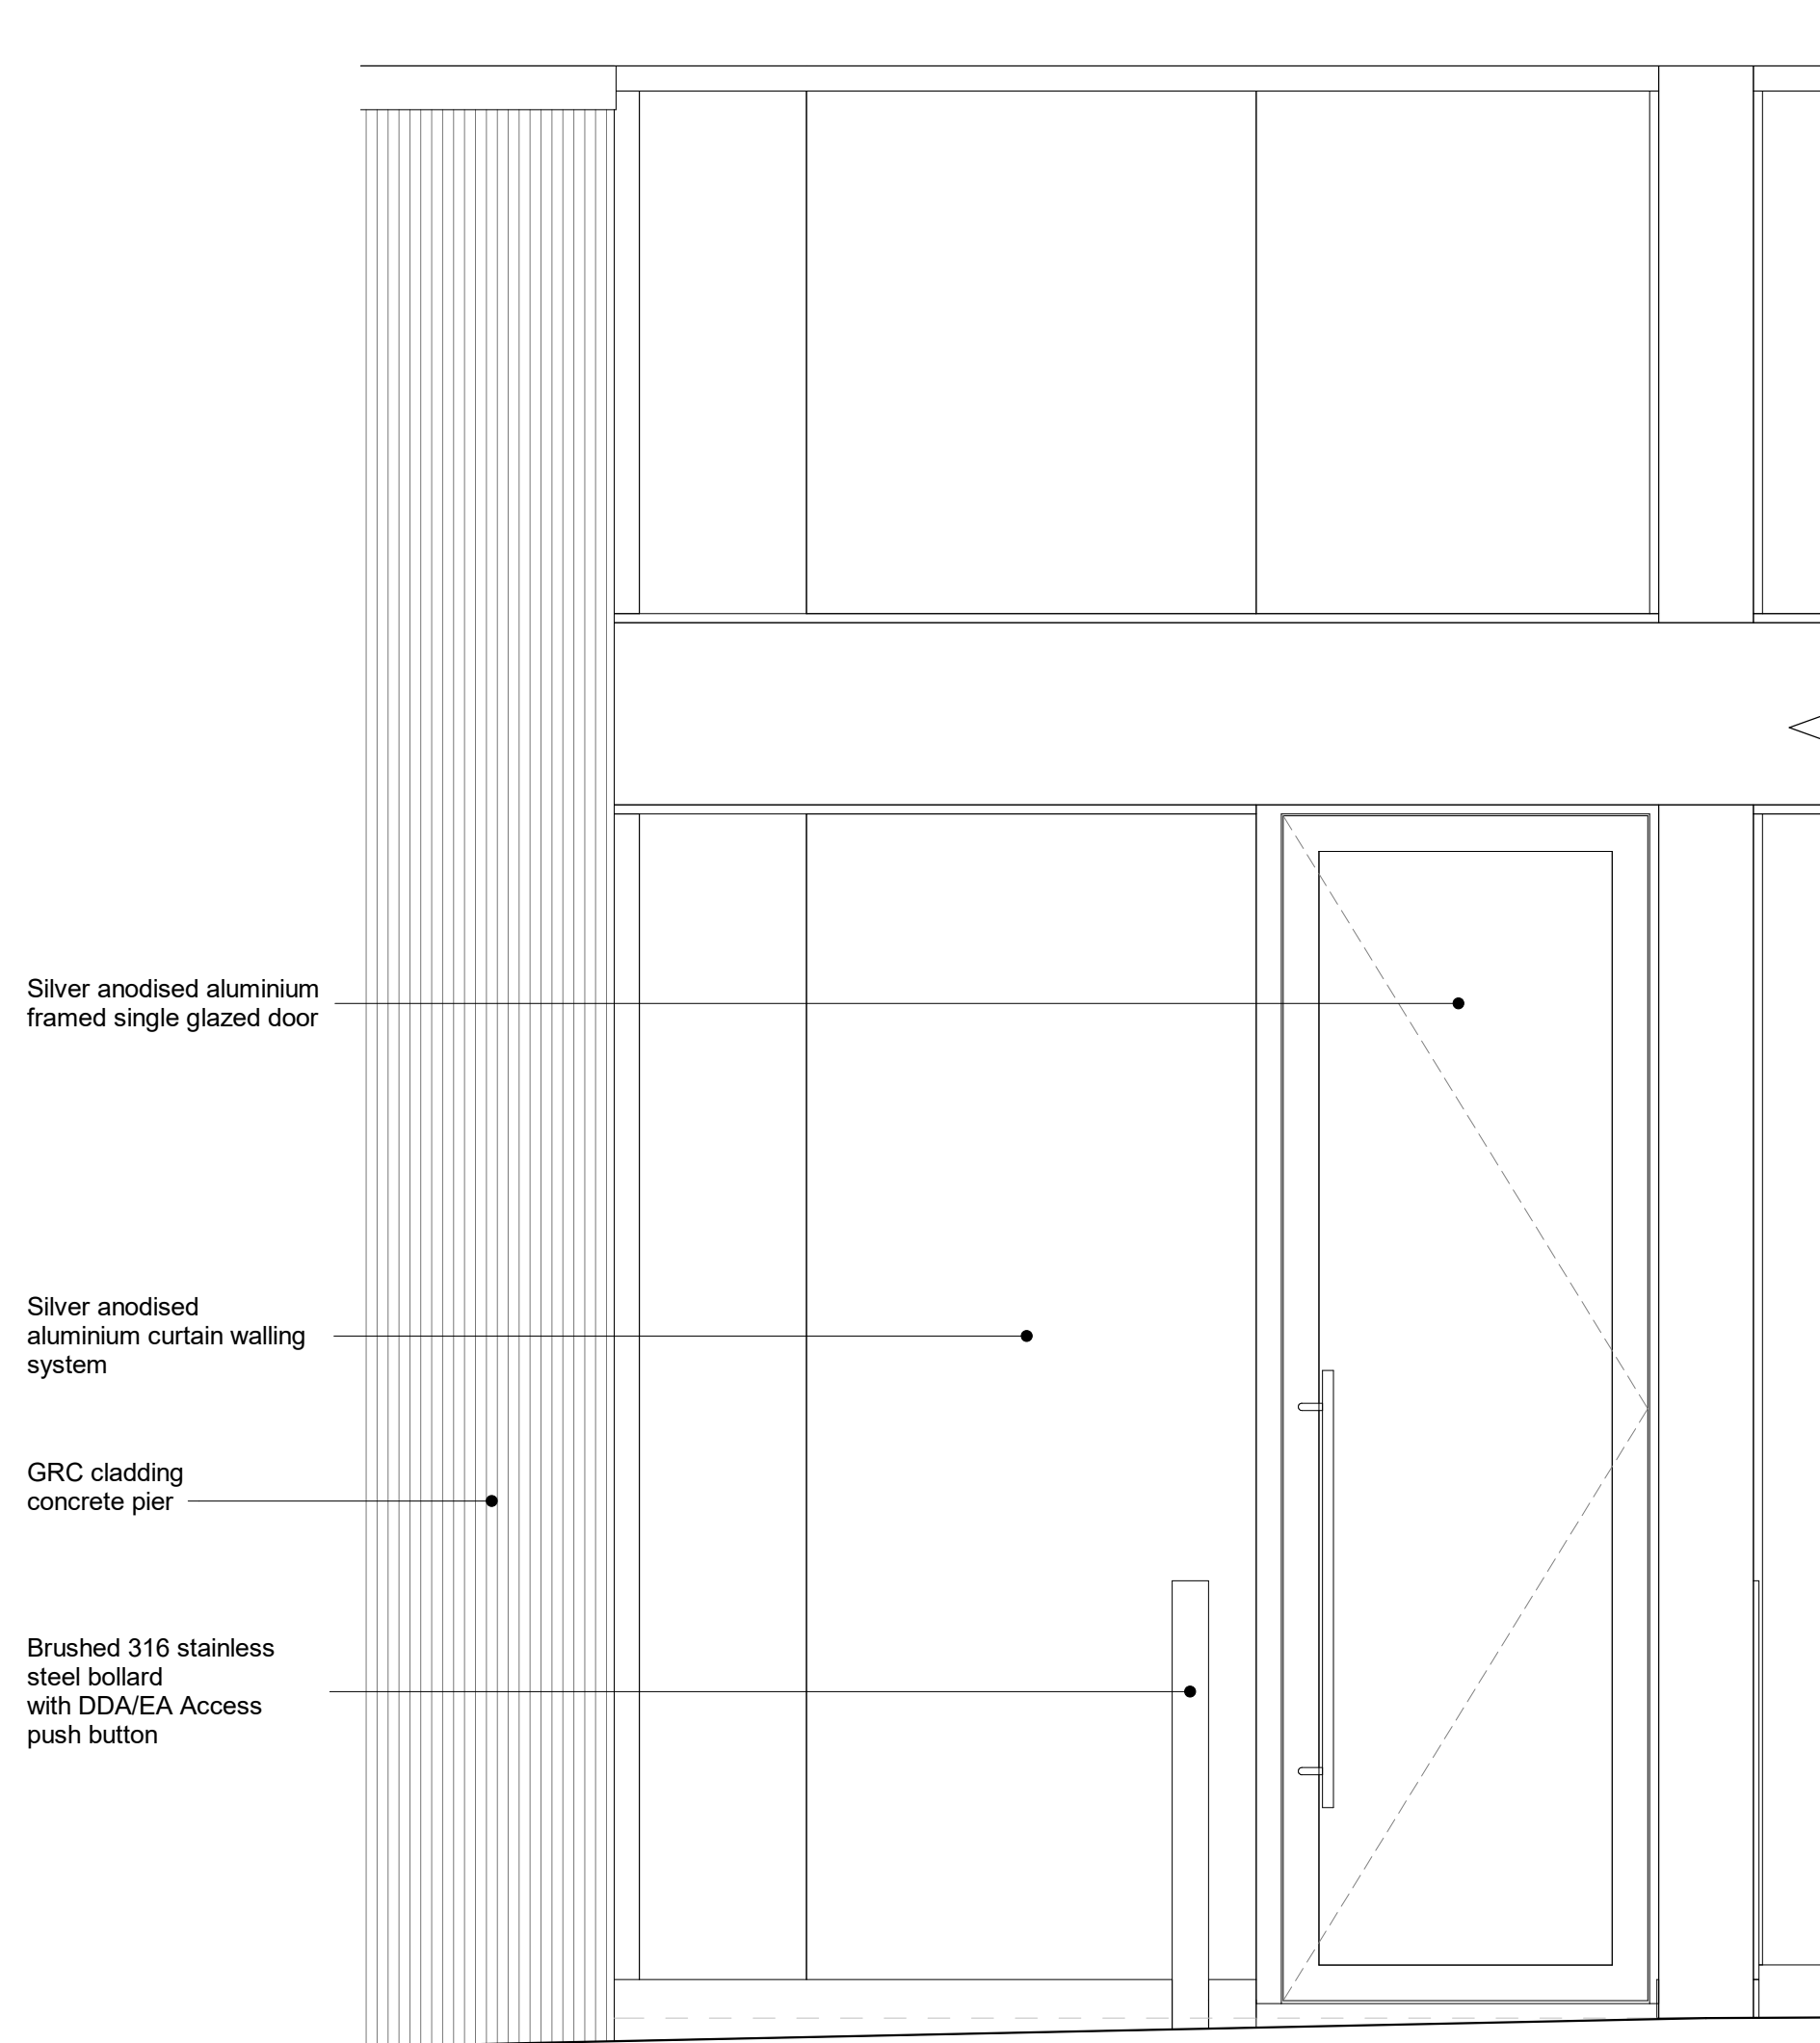 Silver anodised aluminium
framed single glazed door
Silver anodised
aluminium curtain walling
system
GRC cladding
concrete pier
Brushed 316 stainless
steel bollard
with DDA/EA Access
push button